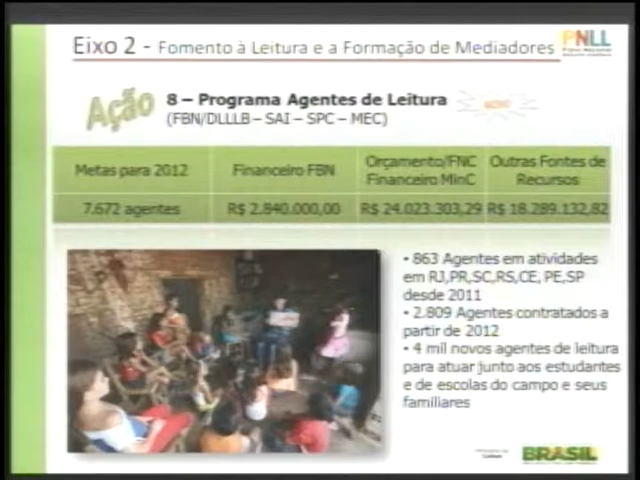 Eixo 2 - Fomento à Leitura e a Formação de Mediadores
PNLL
Ação
8 – Programa Agentes de Leitura
(FBN/DLLLB – SAI – SPC – MEC)
Metas para 2012
Financeiro FBN
Orçamento/FNC
Financeiro MinC
Outras Fontes de
Recursos
7.672 agentes
R$ 2.840.000,00
R$ 24.023.303,29
R$ 18.289.132,82
• 863 Agentes em atividades
em RJ,PR,SC,RS,CE, PE,SP
desde 2011
• 2.809 Agentes contratados a
partir de 2012
• 4 mil novos agentes de leitura
para atuar junto aos estudantes
e de escolas do campo e seus
familiares
BRASIL